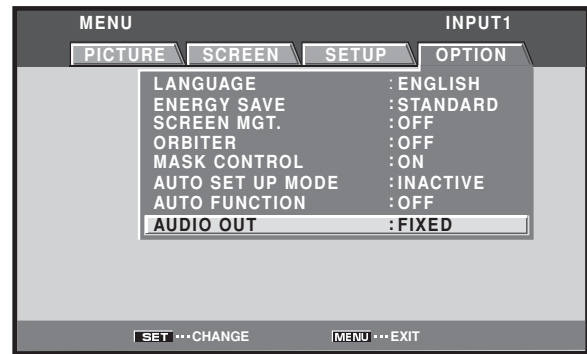 MENU INPUT1
PICTURE SCREEN SETUP OPTION
LANGUAGE :ENGLISH
ENERGY SAVE :STANDARD
SCREEN MGT. :OFF
ORBITER :OFF
MASK CONTROL :ON
AUTO SET UP MODE :INACTIVE
AUTO FUNCTION :OFF
AUDIO OUT :FIXED
SET ···CHANGE MENU ···EXIT